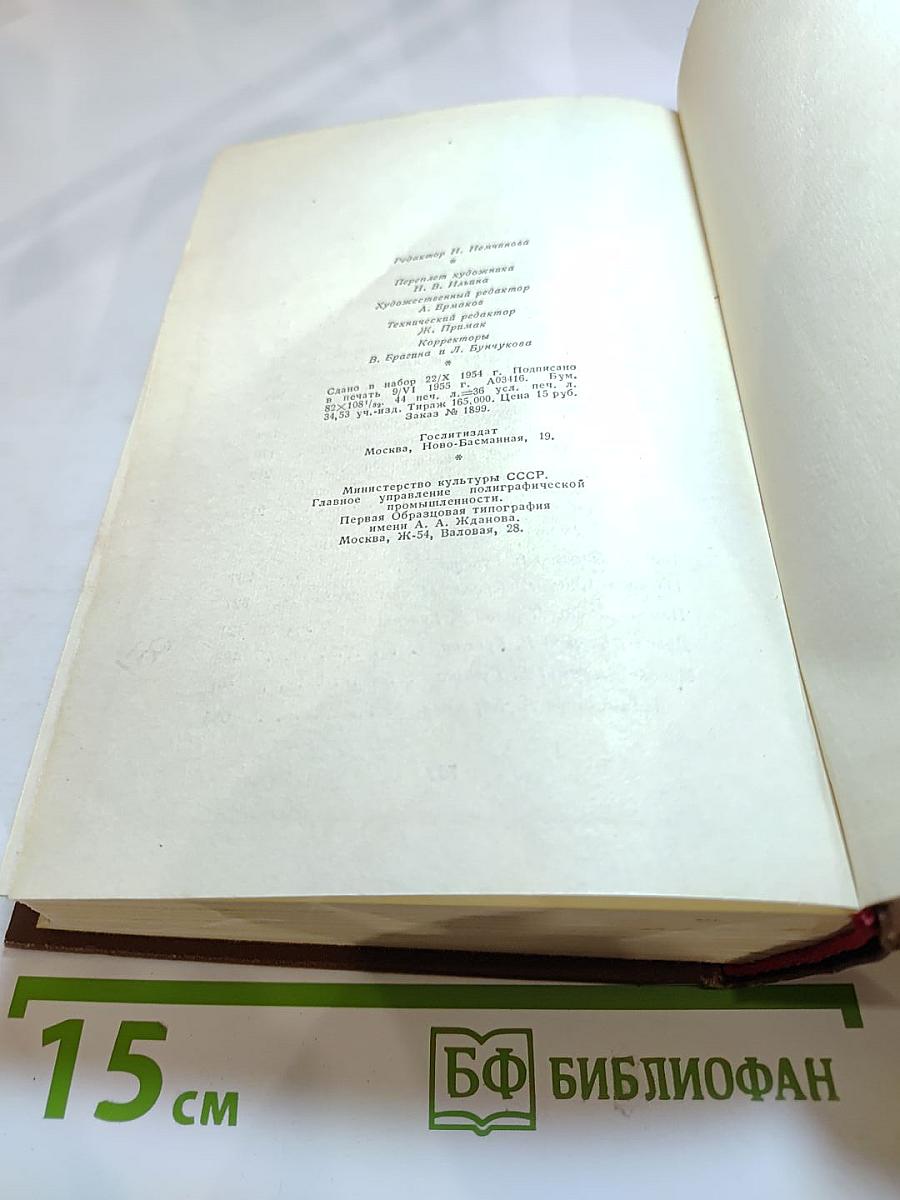 Редактор Н. Немчинова
*
Переплет художника
Н. В. Ильина
Художественный редактор
А. Ермаков
Технический редактор
Ж. Примак
Корректоры
В. Брагина и Л. Бунчукова
*
Сдано в набор 22/X 1954 г. Подписано
в печать 9/VI 1955 г. А03416. Бум.
82×108¹/₃₂. 44 печ. л.=36 усл. печ. л.
34,53 уч.-изд. Тираж 165.000. Цена 15 руб.
Заказ № 1899.
Гослитиздат
Москва, Ново-Басманная, 19.
*
Министерство культуры СССР.
Главное управление полиграфической
промышленности.
Первая Образцовая типография
имени А. А. Жданова.
Москва, Ж-54, Валовая, 28.
15 см
БФ БИБЛИОФАН